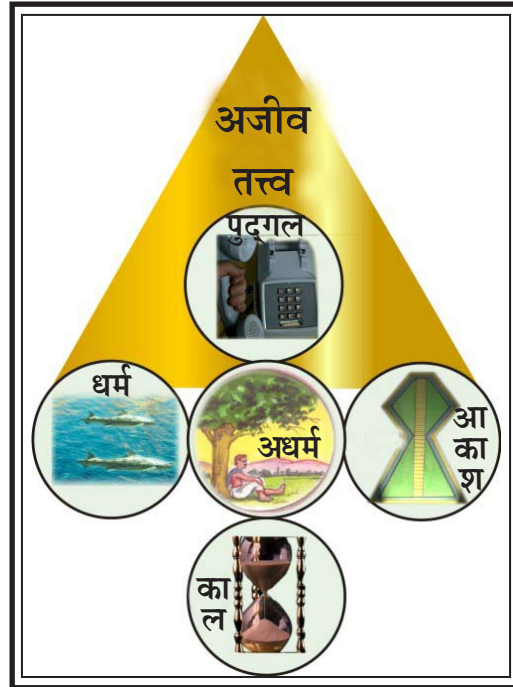 अजीव
तत्त्व
पुद्गल
धर्म
अधर्म
आ
का
श
का
ल